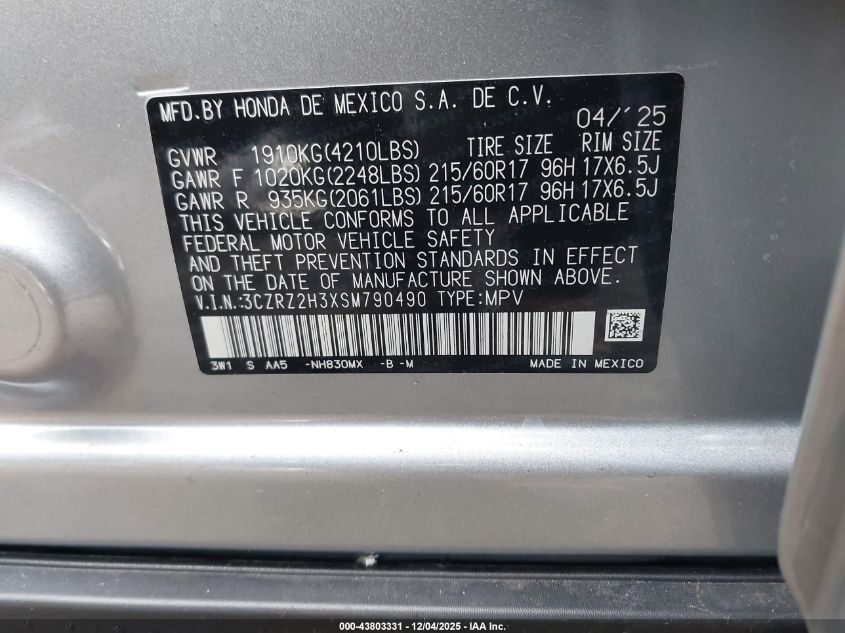 MFD.BY HONDA DE MEXICO S.A. DE C.V.
04/'25
GVWR 1910KG(4210LBS) TIRE SIZE RIM SIZE
GAWR F 1020KG(2248LBS) 215/60R17 96H 17X6.5J
GAWR R 935KG(2061LBS) 215/60R17 96H 17X6.5J
THIS VEHICLE CONFORMS TO ALL APPLICABLE
FEDERAL MOTOR VEHICLE SAFETY
AND THEFT PREVENTION STANDARDS IN EFFECT
ON THE DATE OF MANUFACTURE SHOWN ABOVE.
V.I.N.:3CZRZ2H3XSM790490 TYPE:MPV
3W1 S AA5 -NH830MX -B -M MADE IN MEXICO
000-43803331 - 12/04/2025 - IAA Inc.